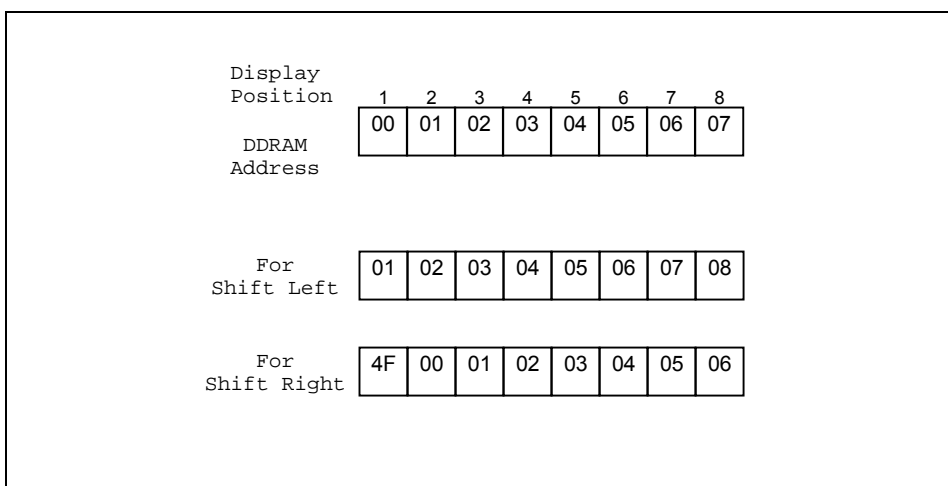 Display
Position 1 2 3 4 5 6 7 8
00 01 02 03 04 05 06 07
DDRAM
Address
For
Shift Left
01 02 03 04 05 06 07 08
For
Shift Right
4F 00 01 02 03 04 05 06